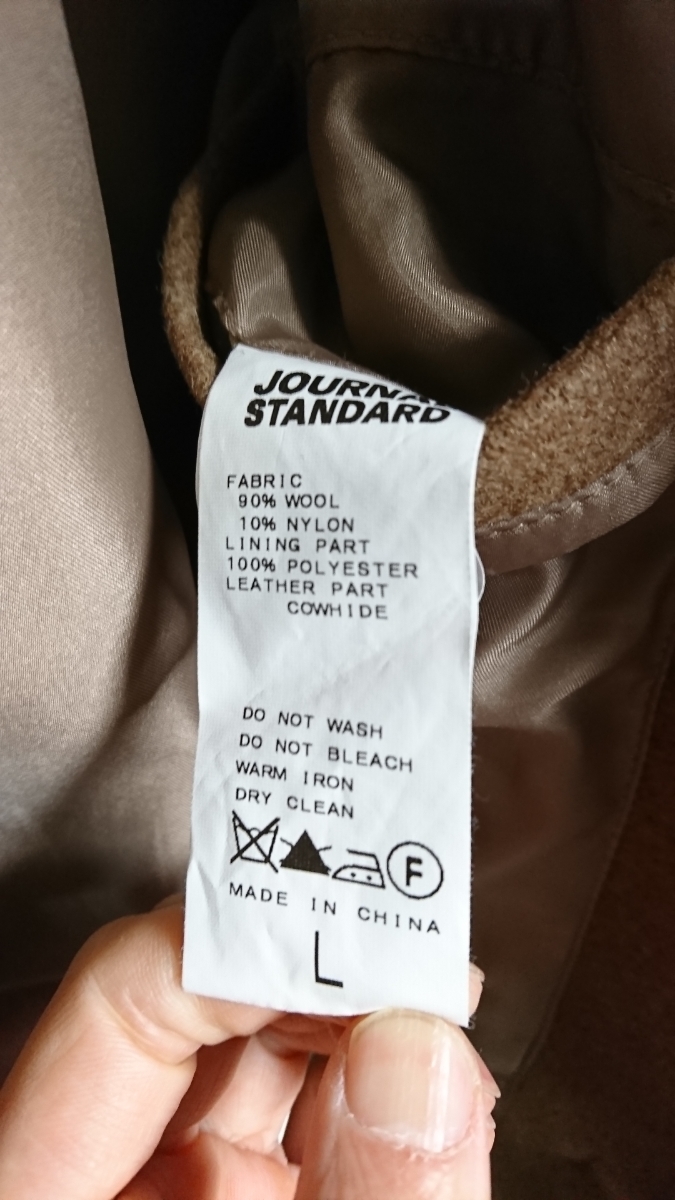 JOURNAL
STANDARD
FABRIC
90% WOOL
10% NYLON
LINING PART
100% POLYESTER
LEATHER PART
COWHIDE
DO NOT WASH
DO NOT BLEACH
WARM IRON
DRY CLEAN
F
MADE IN CHINA
L